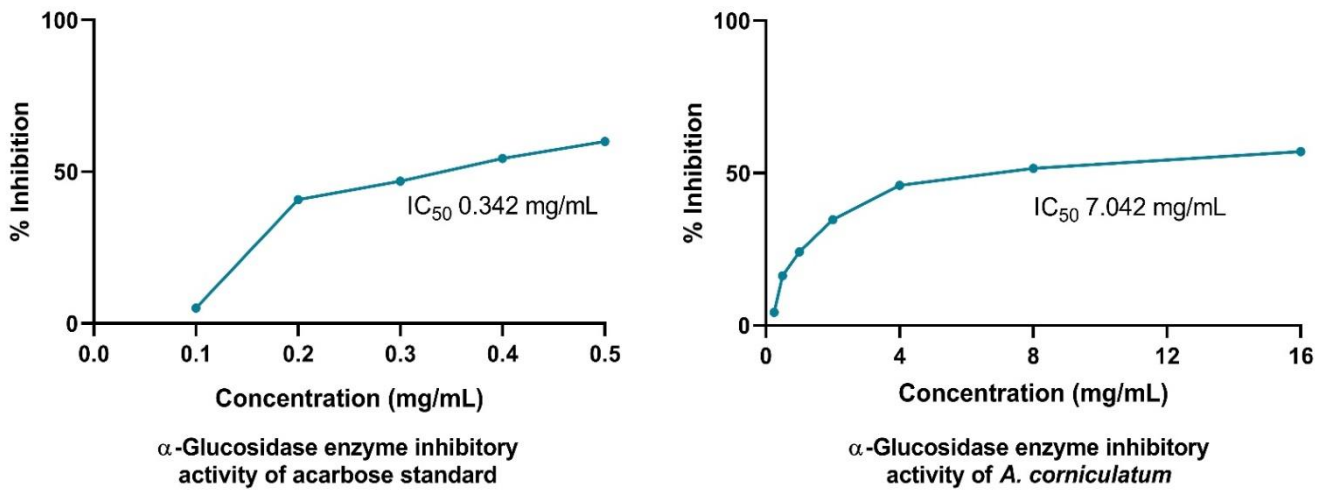 100
50
0
% Inhibition
IC50 0.342 mg/mL
0.0 0.1 0.2 0.3 0.4 0.5
Concentration (mg/mL)
α-Glucosidase enzyme inhibitory
activity of acarbose standard
100
50
0
% Inhibition
IC50 7.042 mg/mL
0 4 8 12 16
Concentration (mg/mL)
α-Glucosidase enzyme inhibitory
activity of A. corniculatum